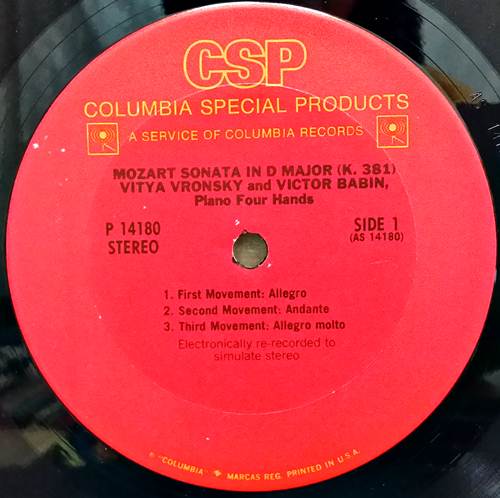 CSP
COLUMBIA SPECIAL PRODUCTS
A SERVICE OF COLUMBIA RECORDS
MOZART SONATA IN D MAJOR (K. 381)
VITYA VRONSKY and VICTOR BABIN,
Piano Four Hands
P 14180
STEREO
SIDE 1
(AS 14180)
1. First Movement: Allegro
2. Second Movement: Andante
3. Third Movement: Allegro molto
Electronically re-recorded to
simulate stereo
® "COLUMBIA" MARCAS REG. PRINTED IN U.S.A.